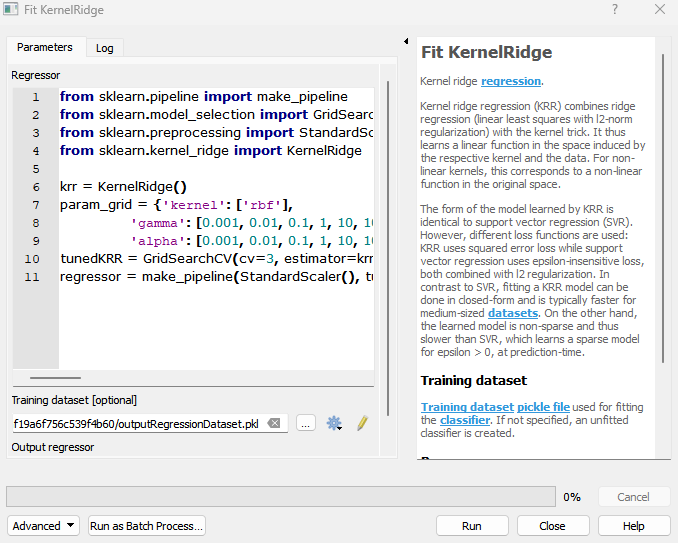 Fit KernelRidge
?
Parameters
Log
Regressor
1 from sklearn.pipeline import make_pipeline
2 from sklearn.model_selection import GridSearc
3 from sklearn.preprocessing import StandardSca
4 from sklearn.kernel_ridge import KernelRidge
5
6 krr = KernelRidge()
7 param_grid = {'kernel': ['rbf'],
8 'gamma': [0.001, 0.01, 0.1, 1, 10, 10
9 'alpha': [0.001, 0.01, 0.1, 1, 10, 10
10 tunedKRR = GridSearchCV(cv=3, estimator=krr
11 regressor = make_pipeline(StandardScaler(), tu
Training dataset [optional]
f19a6f756c539f4b60/outputRegressionDataset.pkl
...
Output regressor
Fit KernelRidge
Kernel ridge regression.
Kernel ridge regression (KRR) combines ridge
regression (linear least squares with l2-norm
regularization) with the kernel trick. It thus
learns a linear function in the space induced by
the respective kernel and the data. For non-
linear kernels, this corresponds to a non-linear
function in the original space.
The form of the model learned by KRR is
identical to support vector regression (SVR).
However, different loss functions are used:
KRR uses squared error loss while support
vector regression uses epsilon-insensitive loss,
both combined with l2 regularization. In
contrast to SVR, fitting a KRR model can be
done in closed-form and is typically faster for
medium-sized datasets. On the other hand,
the learned model is non-sparse and thus
slower than SVR, which learns a sparse model
for epsilon > 0, at prediction-time.
Training dataset
Training dataset pickle file used for fitting
the classifier. If not specified, an unfitted
classifier is created.
0%
Cancel
Advanced
Run as Batch Process...
Run
Close
Help